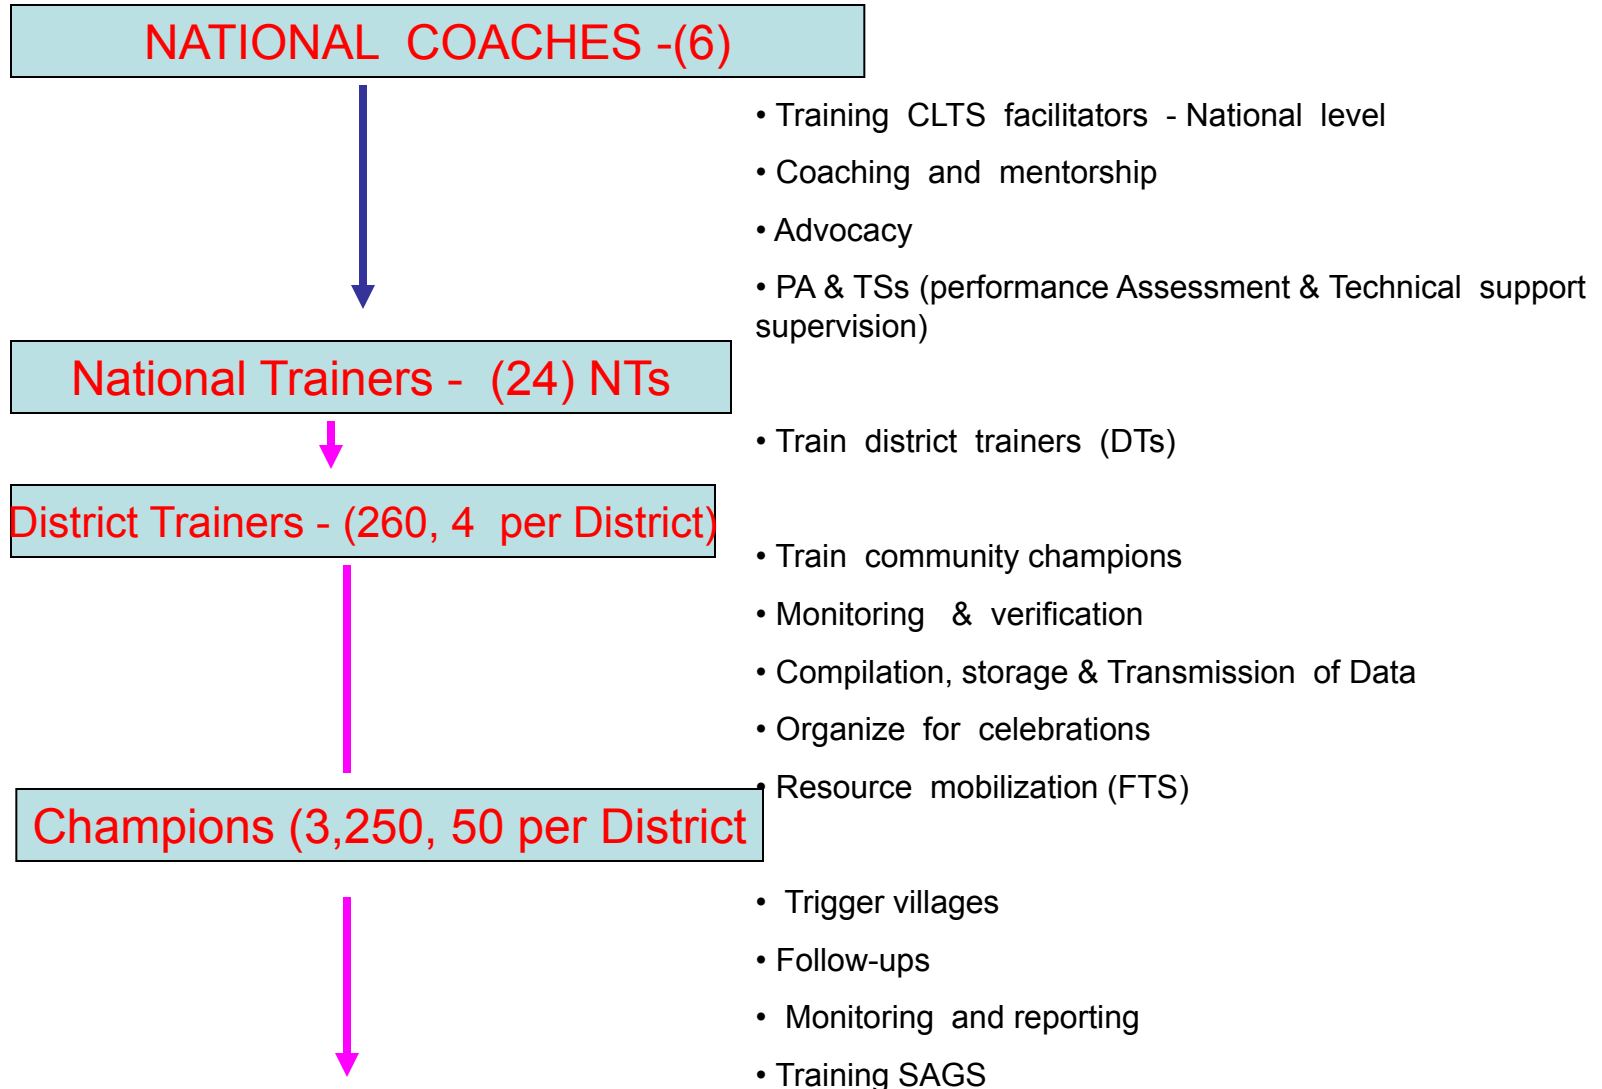 NATIONAL COACHES -(6)
• Training CLTS facilitators - National level
• Coaching and mentorship
• Advocacy
• PA & TSs (performance Assessment & Technical support
supervision)
National Trainers - (24) NTs
• Train district trainers (DTs)
District Trainers - (260, 4 per District)
• Train community champions
• Monitoring & verification
• Compilation, storage & Transmission of Data
• Organize for celebrations
• Resource mobilization (FTS)
Champions (3,250, 50 per District
• Trigger villages
• Follow-ups
• Monitoring and reporting
• Training SAGS